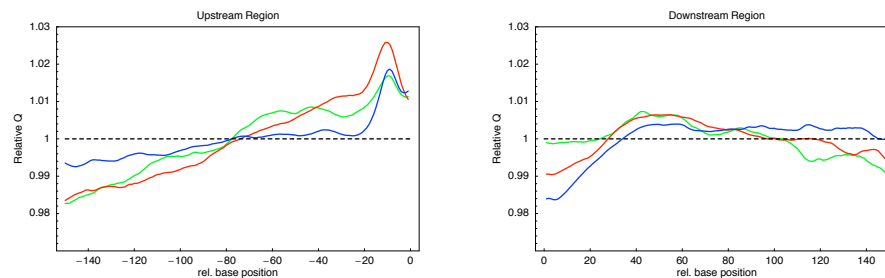 Upstream Region
1.03
1.02
1.01
1
0.99
0.98
Relative Q
−140 −120 −100 −80 −60 −40 −20 0
rel. base position
Downstream Region
1.03
1.02
1.01
1
0.99
0.98
Relative Q
0 20 40 60 80 100 120 140
rel. base position